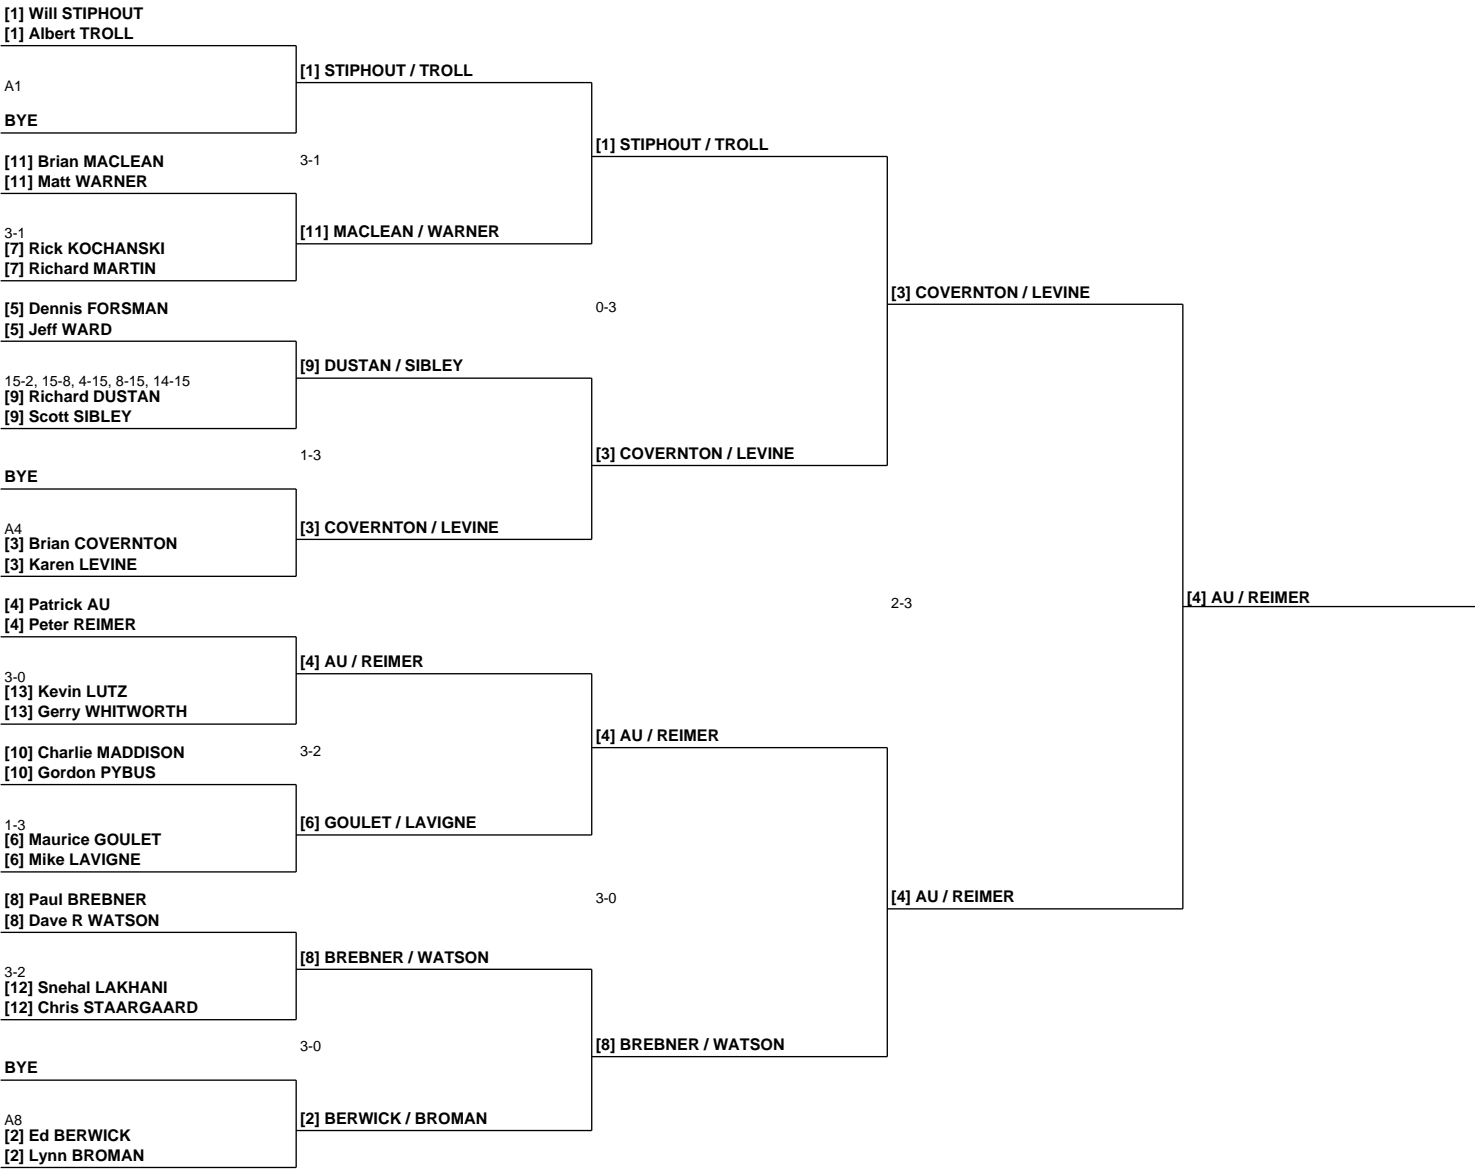 [1] Will STIPHOUT
[1] Albert TROLL
[1] STIPHOUT / TROLL
A1
BYE
[1] STIPHOUT / TROLL
[11] Brian MACLEAN
3-1
[11] Matt WARNER
3-1
[11] MACLEAN / WARNER
[7] Rick KOCHANSKI
[7] Richard MARTIN
[3] COVERNTON / LEVINE
[5] Dennis FORSMAN
0-3
[5] Jeff WARD
[9] DUSTAN / SIBLEY
15-2, 15-8, 4-15, 8-15, 14-15
[9] Richard DUSTAN
[9] Scott SIBLEY
1-3
[3] COVERNTON / LEVINE
BYE
A4
[3] COVERNTON / LEVINE
[3] Brian COVERNTON
[3] Karen LEVINE
[4] AU / REIMER
[4] Patrick AU
2-3
[4] Peter REIMER
[4] AU / REIMER
3-0
[13] Kevin LUTZ
[13] Gerry WHITWORTH
[4] AU / REIMER
[10] Charlie MADDISON
3-2
[10] Gordon PYBUS
1-3
[6] GOULET / LAVIGNE
[6] Maurice GOULET
[6] Mike LAVIGNE
[4] AU / REIMER
[8] Paul BREBNER
3-0
[8] Dave R WATSON
[8] BREBNER / WATSON
3-2
[12] Snehal LAKHANI
[12] Chris STAARGAARD
3-0
[8] BREBNER / WATSON
BYE
A8
[2] BERWICK / BROMAN
[2] Ed BERWICK
[2] Lynn BROMAN